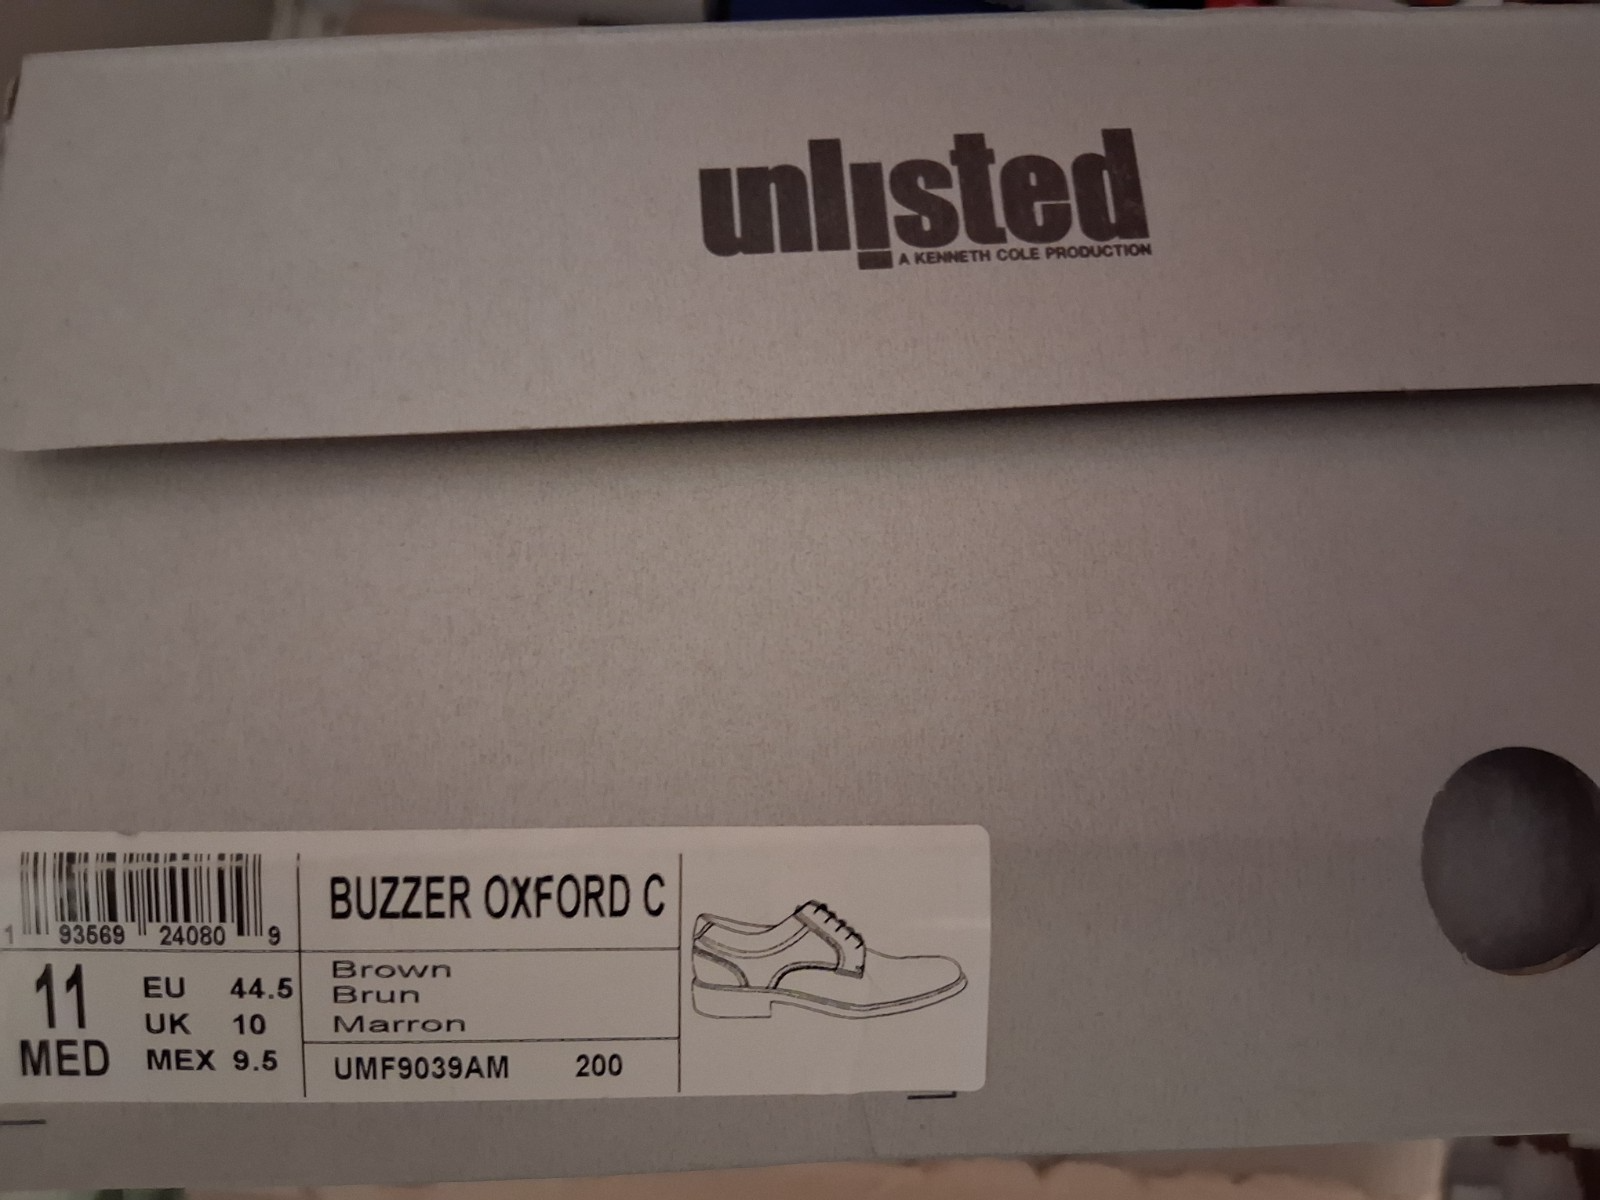 unlisted
A KENNETH COLE PRODUCTION
1 93569 24080 9
BUZZER OXFORD C
11
MED
EU 44.5
UK 10
MEX 9.5
Brown
Brun
Marron
UMF9039AM 200